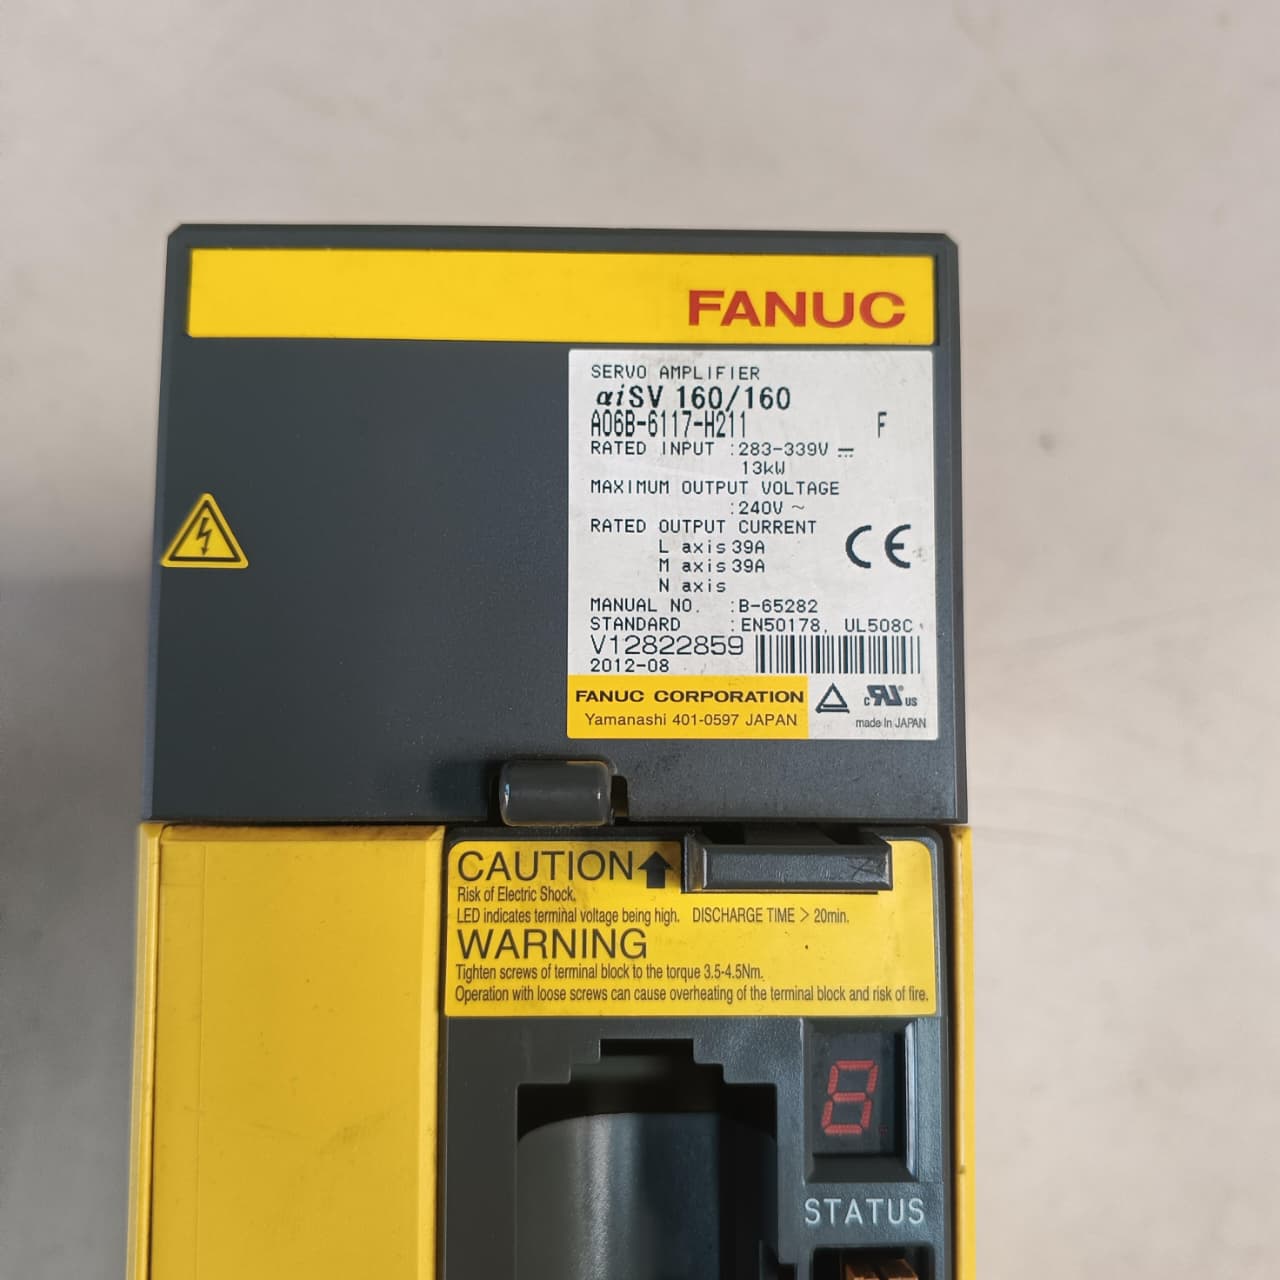 FANUC
SERVO AMPLIFIER
αiSV 160/160
A06B-6117-H211 F
RATED INPUT :283-339V ⎓
13kW
MAXIMUM OUTPUT VOLTAGE
:240V ~
RATED OUTPUT CURRENT
L axis 39A
M axis 39A
N axis
CE
MANUAL NO. :B-65282
STANDARD :EN50178, UL508C
V12822859
2012-08
FANUC CORPORATION
Yamanashi 401-0597 JAPAN
c RU US
made In JAPAN
CAUTION
Risk of Electric Shock.
LED indicates terminal voltage being high. DISCHARGE TIME > 20min.
WARNING
Tighten screws of terminal block to the torque 3.5-4.5Nm.
Operation with loose screws can cause overheating of the terminal block and risk of fire.
8
STATUS